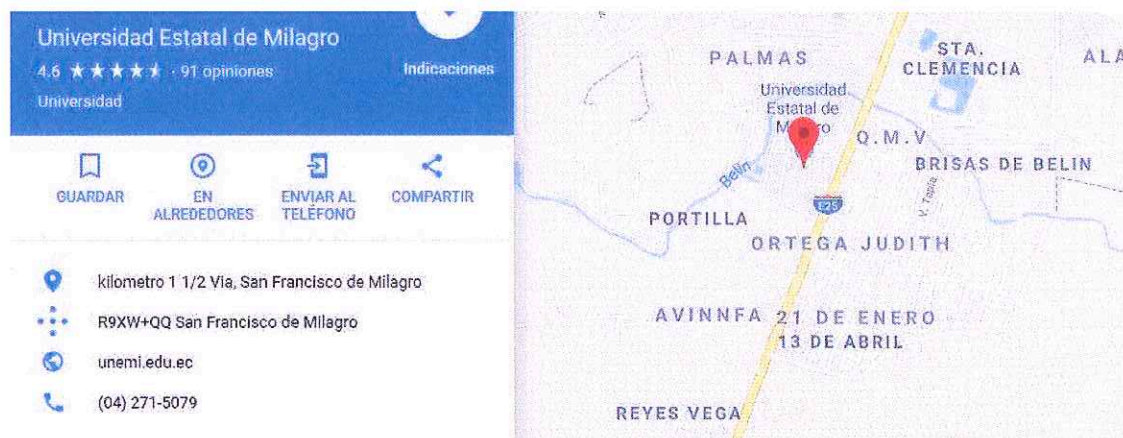 Universidad Estatal de Milagro
4.6 ★★★★★ · 91 opiniones
Indicaciones
Universidad
GUARDAR
EN
ALREDEDORES
ENVIAR AL
TELÉFONO
COMPARTIR
kilometro 1 1/2 Via, San Francisco de Milagro
R9XW+QQ San Francisco de Milagro
unemi.edu.ec
(04) 271-5079
PALMAS
STA.
CLEMENCIA
ALA
Universidad
Estatal de
Q.M.V
Belin
BRISAS DE BELIN
E25
V. Tapia
PORTILLA
ORTEGA JUDITH
AVINNFA
21 DE ENERO
13 DE ABRIL
REYES VEGA